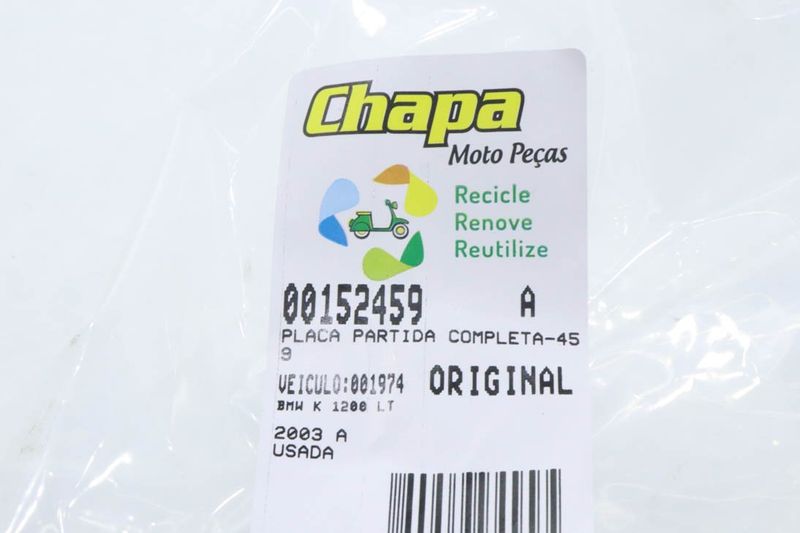 Chapa
Moto Peças
Recicle
Renove
Reutilize
00152459 A
PLACA PARTIDA COMPLETA-45
9
VEICULO:001974 ORIGINAL
BMW K 1200 LT
2003 A
USADA